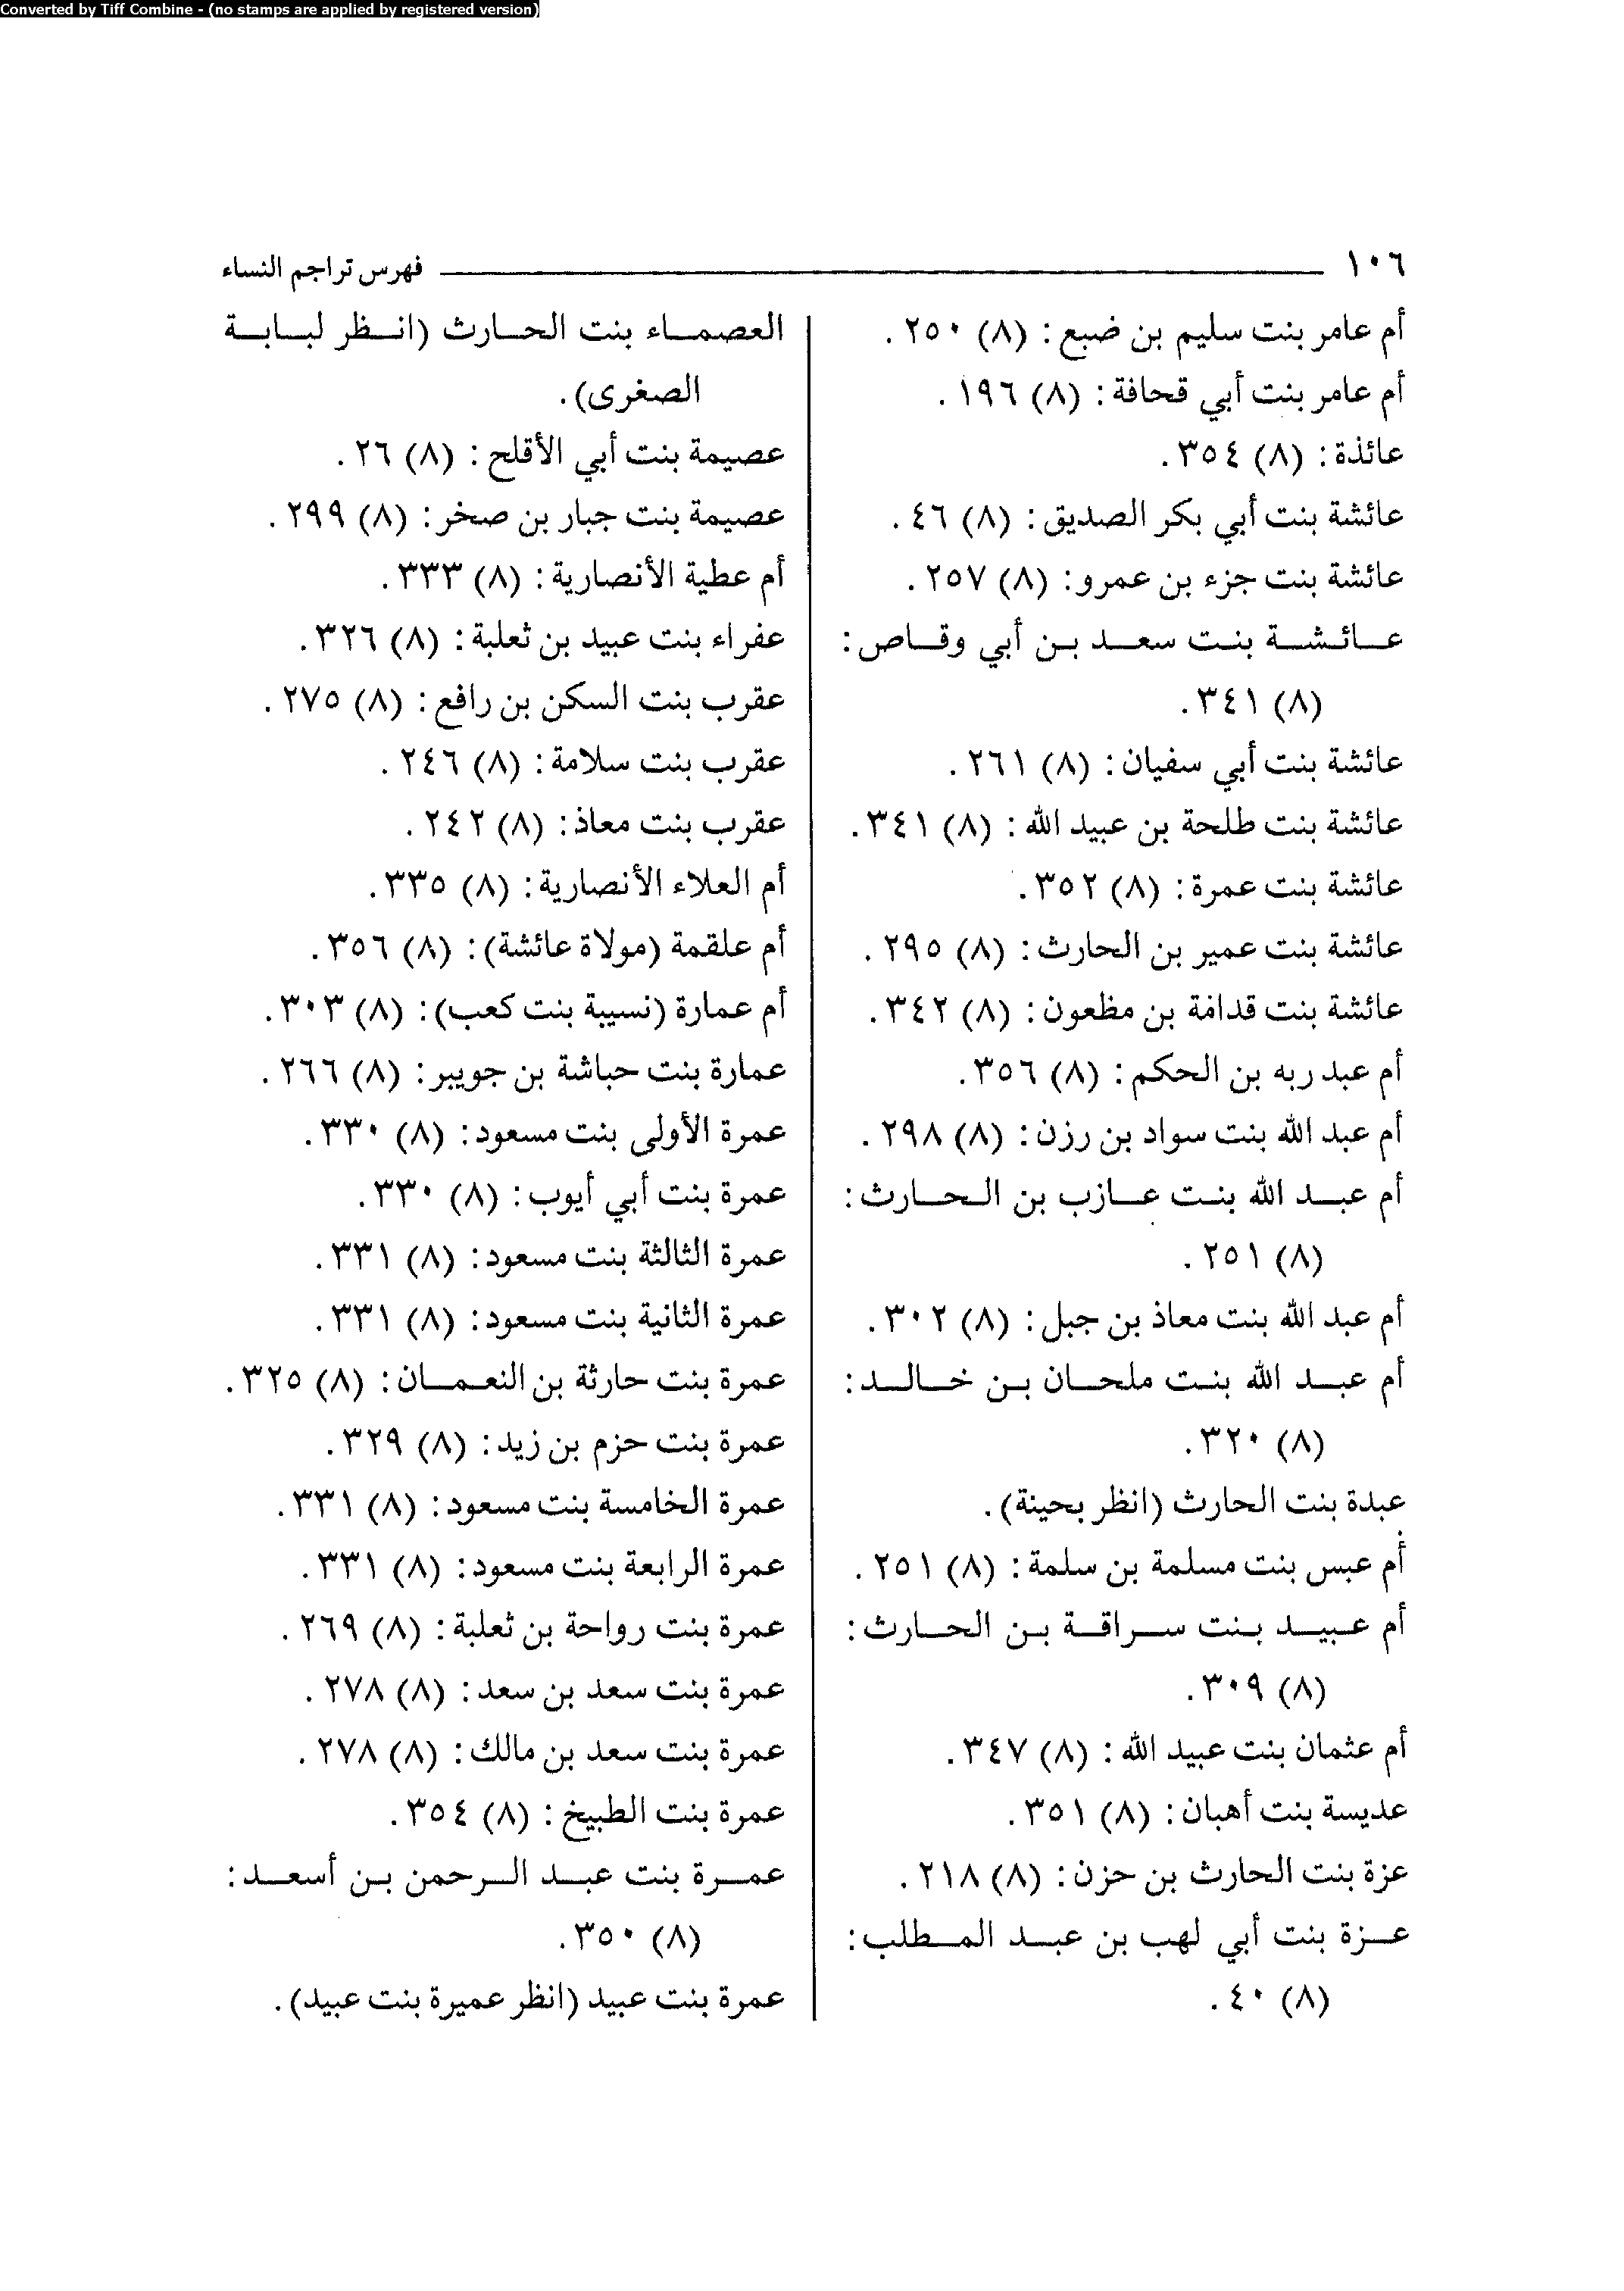 Converted by Tiff Combine - (no stamps are applied by registered version)
١٠٦ فهرس تراجم النساء
أم عامر بنت سليم بن ضبع: (٨) ٢٥٠.
أم عامر بنت أبي قحافة: (٨) ١٩٦.
عائذة: (٨) ٣٥٤.
عائشة بنت أبي بكر الصديق: (٨) ٤٦.
عائشة بنت جزء بن عمرو: (٨) ٢٥٧.
عائشة بنت سعد بن أبي وقاص:
(٨) ٣٤١.
عائشة بنت أبي سفيان: (٨) ٢٦١.
عائشة بنت طلحة بن عبيد الله: (٨) ٣٤١.
عائشة بنت عمرة: (٨) ٣٥٢.
عائشة بنت عمير بن الحارث: (٨) ٢٩٥.
عائشة بنت قدامة بن مظعون: (٨) ٣٤٢.
أم عبد ربه بن الحكم: (٨) ٣٥٦.
أم عبد الله بنت سواد بن رزن: (٨) ٢٩٨.
أم عبد الله بنت عازب بن الحارث:
(٨) ٢٥١.
أم عبد الله بنت معاذ بن جبل: (٨) ٣٠٢.
أم عبد الله بنت ملحان بن خالد:
(٨) ٣٢٠.
عبدة بنت الحارث (انظر بحينة).
أم عبس بنت مسلمة بن سلمة: (٨) ٢٥١.
أم عبيد بنت سراقة بن الحارث:
(٨) ٣٠٩.
أم عثمان بنت عبيد الله: (٨) ٣٤٧.
عديسة بنت أهبان: (٨) ٣٥١.
عزة بنت الحارث بن حزن: (٨) ٢١٨.
عزة بنت أبي لهب بن عبد المطلب:
(٨) ٤٠.
العصماء بنت الحارث (انظر لبابة
الصغرى).
عصيمة بنت أبي الأقلح: (٨) ٢٦.
عصيمة بنت جبار بن صخر: (٨) ٢٩٩.
أم عطية الأنصارية: (٨) ٣٣٣.
عفراء بنت عبيد بن ثعلبة: (٨) ٣٢٦.
عقرب بنت السكن بن رافع: (٨) ٢٧٥.
عقرب بنت سلامة: (٨) ٢٤٦.
عقرب بنت معاذ: (٨) ٢٤٢.
أم العلاء الأنصارية: (٨) ٣٣٥.
أم علقمة (مولاة عائشة): (٨) ٣٥٦.
أم عمارة (نسيبة بنت كعب): (٨) ٣٠٣.
عمارة بنت حباشة بن جويبر: (٨) ٢٦٦.
عمرة الأولى بنت مسعود: (٨) ٣٣٠.
عمرة بنت أبي أيوب: (٨) ٣٣٠.
عمرة الثالثة بنت مسعود: (٨) ٣٣١.
عمرة الثانية بنت مسعود: (٨) ٣٣١.
عمرة بنت حارثة بن النعمان: (٨) ٣٢٥.
عمرة بنت حزم بن زيد: (٨) ٣٢٩.
عمرة الخامسة بنت مسعود: (٨) ٣٣١.
عمرة الرابعة بنت مسعود: (٨) ٣٣١.
عمرة بنت رواحة بن ثعلبة: (٨) ٢٦٩.
عمرة بنت سعد بن سعد: (٨) ٢٧٨.
عمرة بنت سعد بن مالك: (٨) ٢٧٨.
عمرة بنت الطبيخ: (٨) ٣٥٤.
عمرة بنت عبد الرحمن بن أسعد:
(٨) ٣٥٠.
عمرة بنت عبيد (انظر عميرة بنت عبيد).